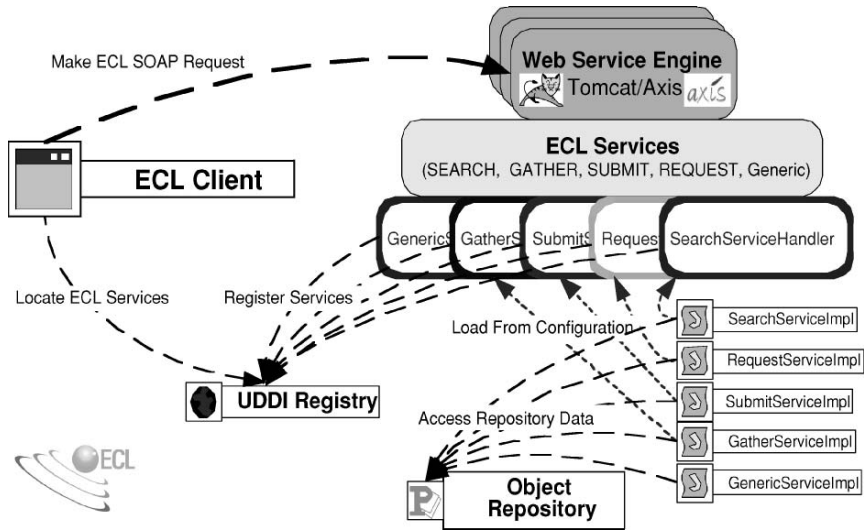 Make ECL SOAP Request
Web Service Engine
Tomcat/Axis
axis
ECL Client
ECL Services
(SEARCH, GATHER, SUBMIT, REQUEST, Generic)
GenericS
GatherS
SubmitS
Request
SearchServiceHandler
Locate ECL Services
Register Services
Load From Configuration
SearchServiceImpl
RequestServiceImpl
SubmitServiceImpl
GatherServiceImpl
GenericServiceImpl
UDDI Registry
Access Repository Data
ECL
P
Object
Repository